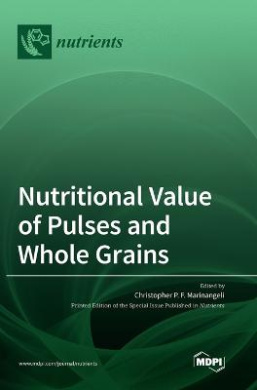 nutrients
Nutritional Value
of Pulses and
Whole Grains
Edited by
Christopher P. F. Marinangeli
Printed Edition of the Special Issue Published in Nutrients
www.mdpi.com/journal/nutrients
MDPI